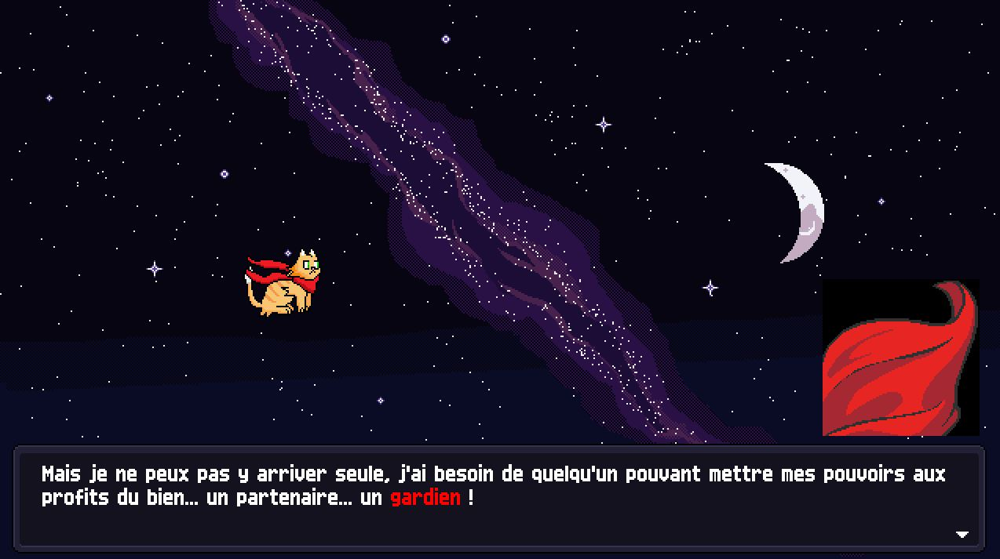 Mais je ne peux pas y arriver seule, j'ai besoin de quelqu'un pouvant mettre mes pouvoirs aux
profits du bien... un partenaire... un gardien !